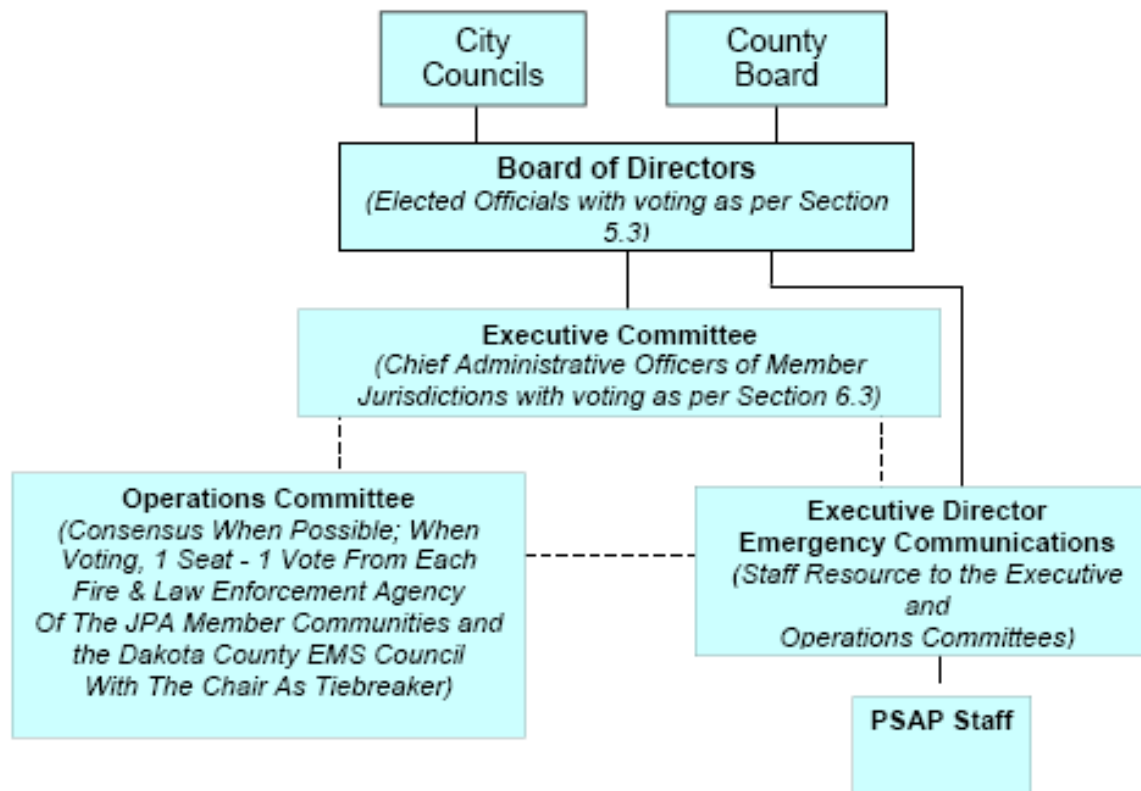 City
Councils
County
Board
Board of Directors
(Elected Officials with voting as per Section
5.3)
Executive Committee
(Chief Administrative Officers of Member
Jurisdictions with voting as per Section 6.3)
Operations Committee
(Consensus When Possible; When
Voting, 1 Seat - 1 Vote From Each
Fire & Law Enforcement Agency
Of The JPA Member Communities and
the Dakota County EMS Council
With The Chair As Tiebreaker)
Executive Director
Emergency Communications
(Staff Resource to the Executive
and
Operations Committees)
PSAP Staff